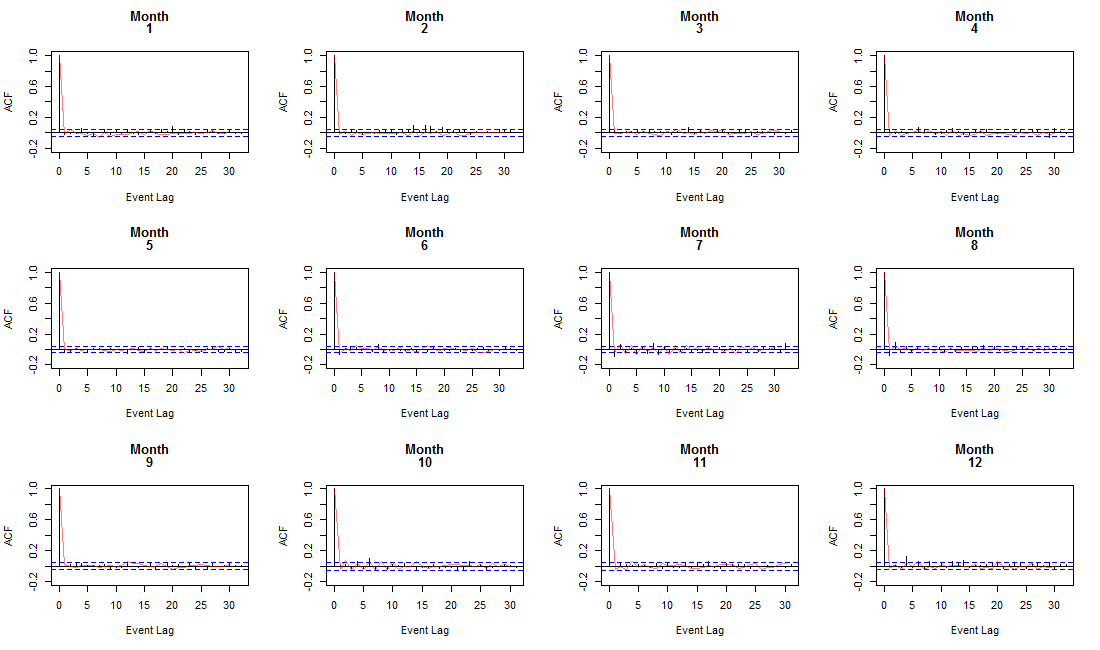 Month Month Month Month
1 2 3 4
ACF ACF ACF ACF
1.0 1.0 1.0 1.0
0.6 0.6 0.6 0.6
0.2 0.2 0.2 0.2
-0.2 -0.2 -0.2 -0.2
0 5 10 15 20 25 30 0 5 10 15 20 25 30 0 5 10 15 20 25 30 0 5 10 15 20 25 30
Event Lag Event Lag Event Lag Event Lag
Month Month Month Month
5 6 7 8
ACF ACF ACF ACF
1.0 1.0 1.0 1.0
0.6 0.6 0.6 0.6
0.2 0.2 0.2 0.2
-0.2 -0.2 -0.2 -0.2
0 5 10 15 20 25 30 0 5 10 15 20 25 30 0 5 10 15 20 25 30 0 5 10 15 20 25 30
Event Lag Event Lag Event Lag Event Lag
Month Month Month Month
9 10 11 12
ACF ACF ACF ACF
1.0 1.0 1.0 1.0
0.6 0.6 0.6 0.6
0.2 0.2 0.2 0.2
-0.2 -0.2 -0.2 -0.2
0 5 10 15 20 25 30 0 5 10 15 20 25 30 0 5 10 15 20 25 30 0 5 10 15 20 25 30
Event Lag Event Lag Event Lag Event Lag